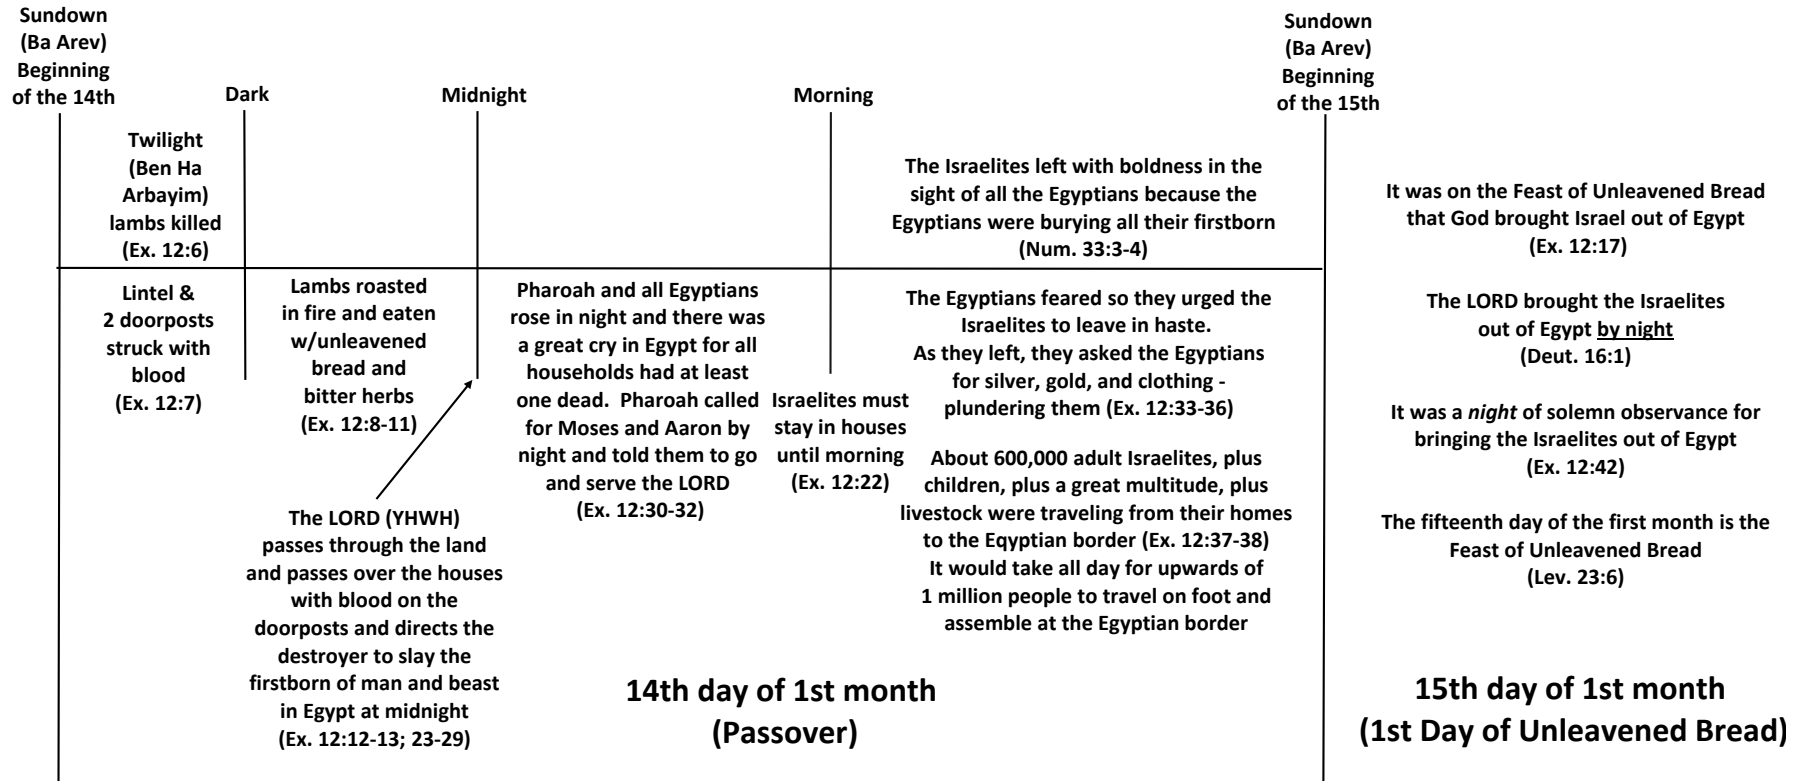 Sundown
(Ba Arev)
Beginning
of the 14th
Dark
Midnight
Morning
Sundown
(Ba Arev)
Beginning
of the 15th
Twilight
(Ben Ha
Arbayim)
lambs killed
(Ex. 12:6)
The Israelites left with boldness in the
sight of all the Egyptians because the
Egyptians were burying all their firstborn
(Num. 33:3-4)
It was on the Feast of Unleavened Bread
that God brought Israel out of Egypt
(Ex. 12:17)
Lintel &
2 doorposts
struck with
blood
(Ex. 12:7)
Lambs roasted
in fire and eaten
w/unleavened
bread and
bitter herbs
(Ex. 12:8-11)
The LORD (YHWH)
passes through the land
and passes over the houses
with blood on the
doorposts and directs the
destroyer to slay the
firstborn of man and beast
in Egypt at midnight
(Ex. 12:12-13; 23-29)
Pharoah and all Egyptians
rose in night and there was
a great cry in Egypt for all
households had at least
one dead. Pharoah called
for Moses and Aaron by
night and told them to go
and serve the LORD
(Ex. 12:30-32)
Israelites must
stay in houses
until morning
(Ex. 12:22)
The Egyptians feared so they urged the
Israelites to leave in haste.
As they left, they asked the Egyptians
for silver, gold, and clothing -
plundering them (Ex. 12:33-36)
About 600,000 adult Israelites, plus
children, plus a great multitude, plus
livestock were traveling from their homes
to the Eqyptian border (Ex. 12:37-38)
It would take all day for upwards of
1 million people to travel on foot and
assemble at the Egyptian border
The LORD brought the Israelites
out of Egypt by night
(Deut. 16:1)
It was a night of solemn observance for
bringing the Israelites out of Egypt
(Ex. 12:42)
The fifteenth day of the first month is the
Feast of Unleavened Bread
(Lev. 23:6)
14th day of 1st month
(Passover)
15th day of 1st month
(1st Day of Unleavened Bread)